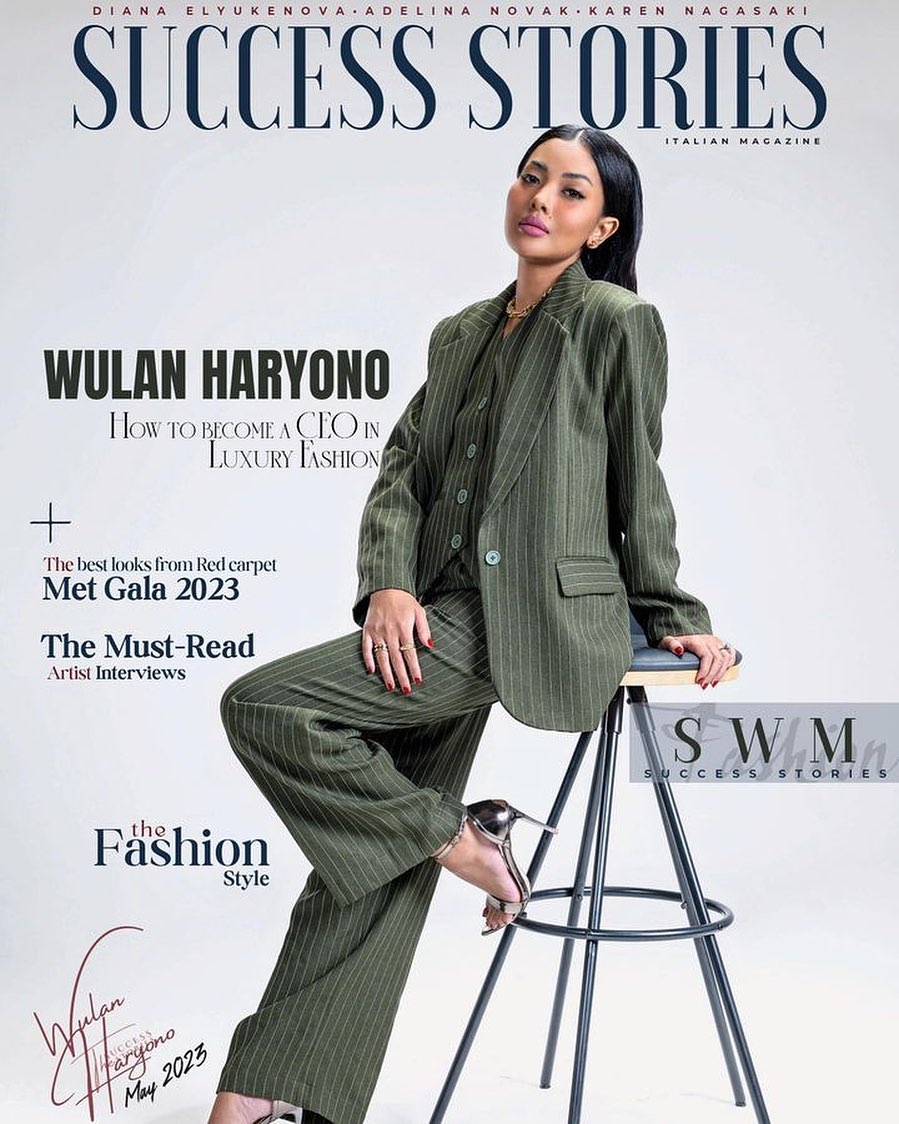 DIANA ELYUKENOVA•ADELINA NOVAK•KAREN NAGASAKI
SUCCESS STORIES
ITALIAN MAGAZINE
WULAN HARYONO
HOW TO BECOME A CEO IN
LUXURY FASHION
The best looks from Red carpet
Met Gala 2023
The Must-Read
Artist Interviews
Fashion
S W M
SUCCESS STORIES
the
Fashion
Style
Wulan
Haryono
SUCCESS
May 2023